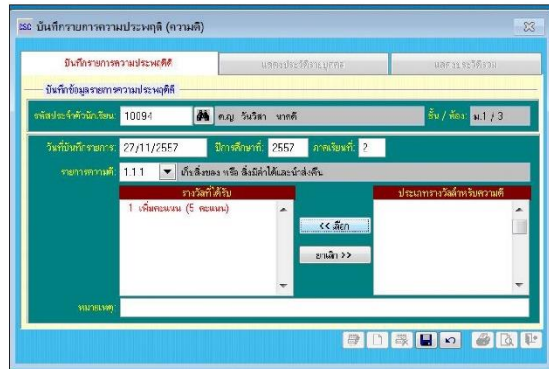 บันทึกรายการความประพฤติ (ความดี)
บันทึกรายการความประพฤติดี แสดงประวัติรายบุคคล แสดงประวัติรวม
บันทึกข้อมูลรายการความประพฤติดี
รหัสประจำตัวนักเรียน: 10094 ด.ญ วันวิสา นาคดี ชั้น / ห้อง: ม.1 / 3
วันที่บันทึกรายการ: 27/11/2557 ปีการศึกษาที่: 2557 ภาคเรียนที่: 2
รายการความดี: 1.1.1 เก็บสิ่งของ หรือ สิ่งมีค่าได้และนำส่งคืน
รางวัลที่ได้รับ ประเภทรางวัลสำหรับความดี
1 เพิ่มคะแนน (5 คะแนน)
<< เลือก
ยกเลิก >>
หมายเหตุ: